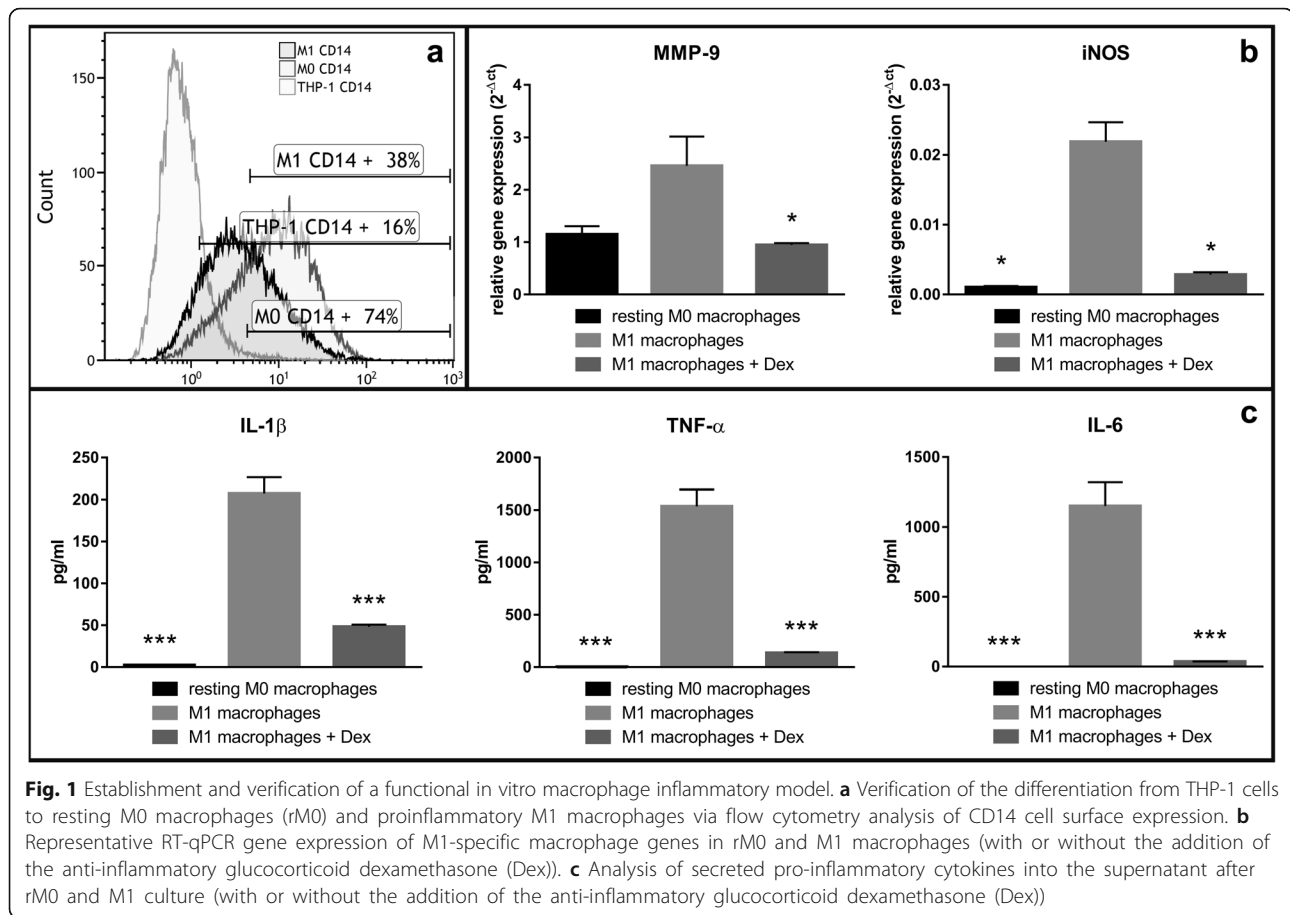 a
M1 CD14
M0 CD14
THP-1 CD14
150
100
50
0
Count
M1 CD14 + 38%
THP-1 CD14 + 16%
M0 CD14 + 74%
10⁰ 10¹ 10² 10³
b
MMP-9
relative gene expression (2^-Δct)
4
3
2
1
0
*
resting M0 macrophages
M1 macrophages
M1 macrophages + Dex
iNOS
relative gene expression (2^-Δct)
0.03
0.02
0.01
0.00
* *
resting M0 macrophages
M1 macrophages
M1 macrophages + Dex
c
IL-1β
pg/ml
250
200
150
100
50
0
*** ***
resting M0 macrophages
M1 macrophages
M1 macrophages + Dex
TNF-α
pg/ml
2000
1500
1000
500
0
*** ***
resting M0 macrophages
M1 macrophages
M1 macrophages + Dex
IL-6
pg/ml
1500
1000
500
0
*** ***
resting M0 macrophages
M1 macrophages
M1 macrophages + Dex
Fig. 1 Establishment and verification of a functional in vitro macrophage inflammatory model. a Verification of the differentiation from THP-1 cells
to resting M0 macrophages (rM0) and proinflammatory M1 macrophages via flow cytometry analysis of CD14 cell surface expression. b
Representative RT-qPCR gene expression of M1-specific macrophage genes in rM0 and M1 macrophages (with or without the addition of
the anti-inflammatory glucocorticoid dexamethasone (Dex)). c Analysis of secreted pro-inflammatory cytokines into the supernatant after
rM0 and M1 culture (with or without the addition of the anti-inflammatory glucocorticoid dexamethasone (Dex))